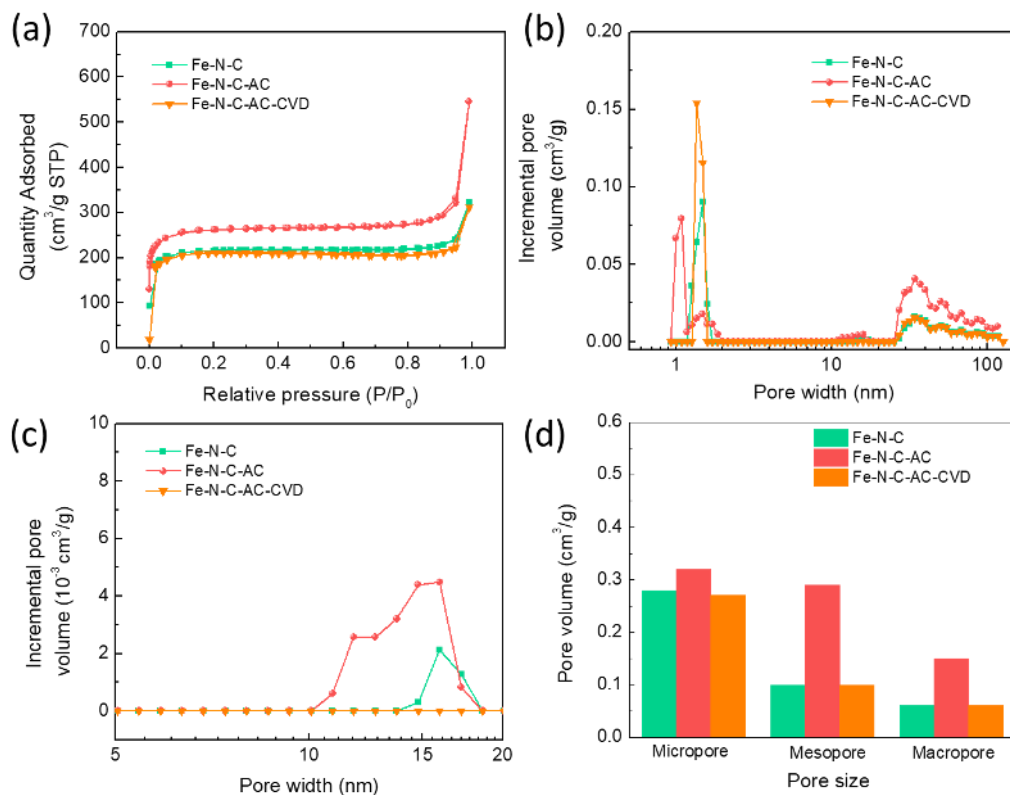 (a)
700
600
500
400
300
200
100
0
Quantity Adsorbed
(cm³/g STP)
Fe-N-C
Fe-N-C-AC
Fe-N-C-AC-CVD
0.0 0.2 0.4 0.6 0.8 1.0
Relative pressure (P/P₀)
(b)
0.20
0.15
0.10
0.05
0.00
Incremental pore
volume (cm³/g)
Fe-N-C
Fe-N-C-AC
Fe-N-C-AC-CVD
1 10 100
Pore width (nm)
(c)
10
8
6
4
2
0
Incremental pore
volume (10⁻³ cm³/g)
Fe-N-C
Fe-N-C-AC
Fe-N-C-AC-CVD
5 10 15 20
Pore width (nm)
(d)
0.6
0.5
0.4
0.3
0.2
0.1
0.0
Pore volume (cm³/g)
Fe-N-C
Fe-N-C-AC
Fe-N-C-AC-CVD
Micropore Mesopore Macropore
Pore size